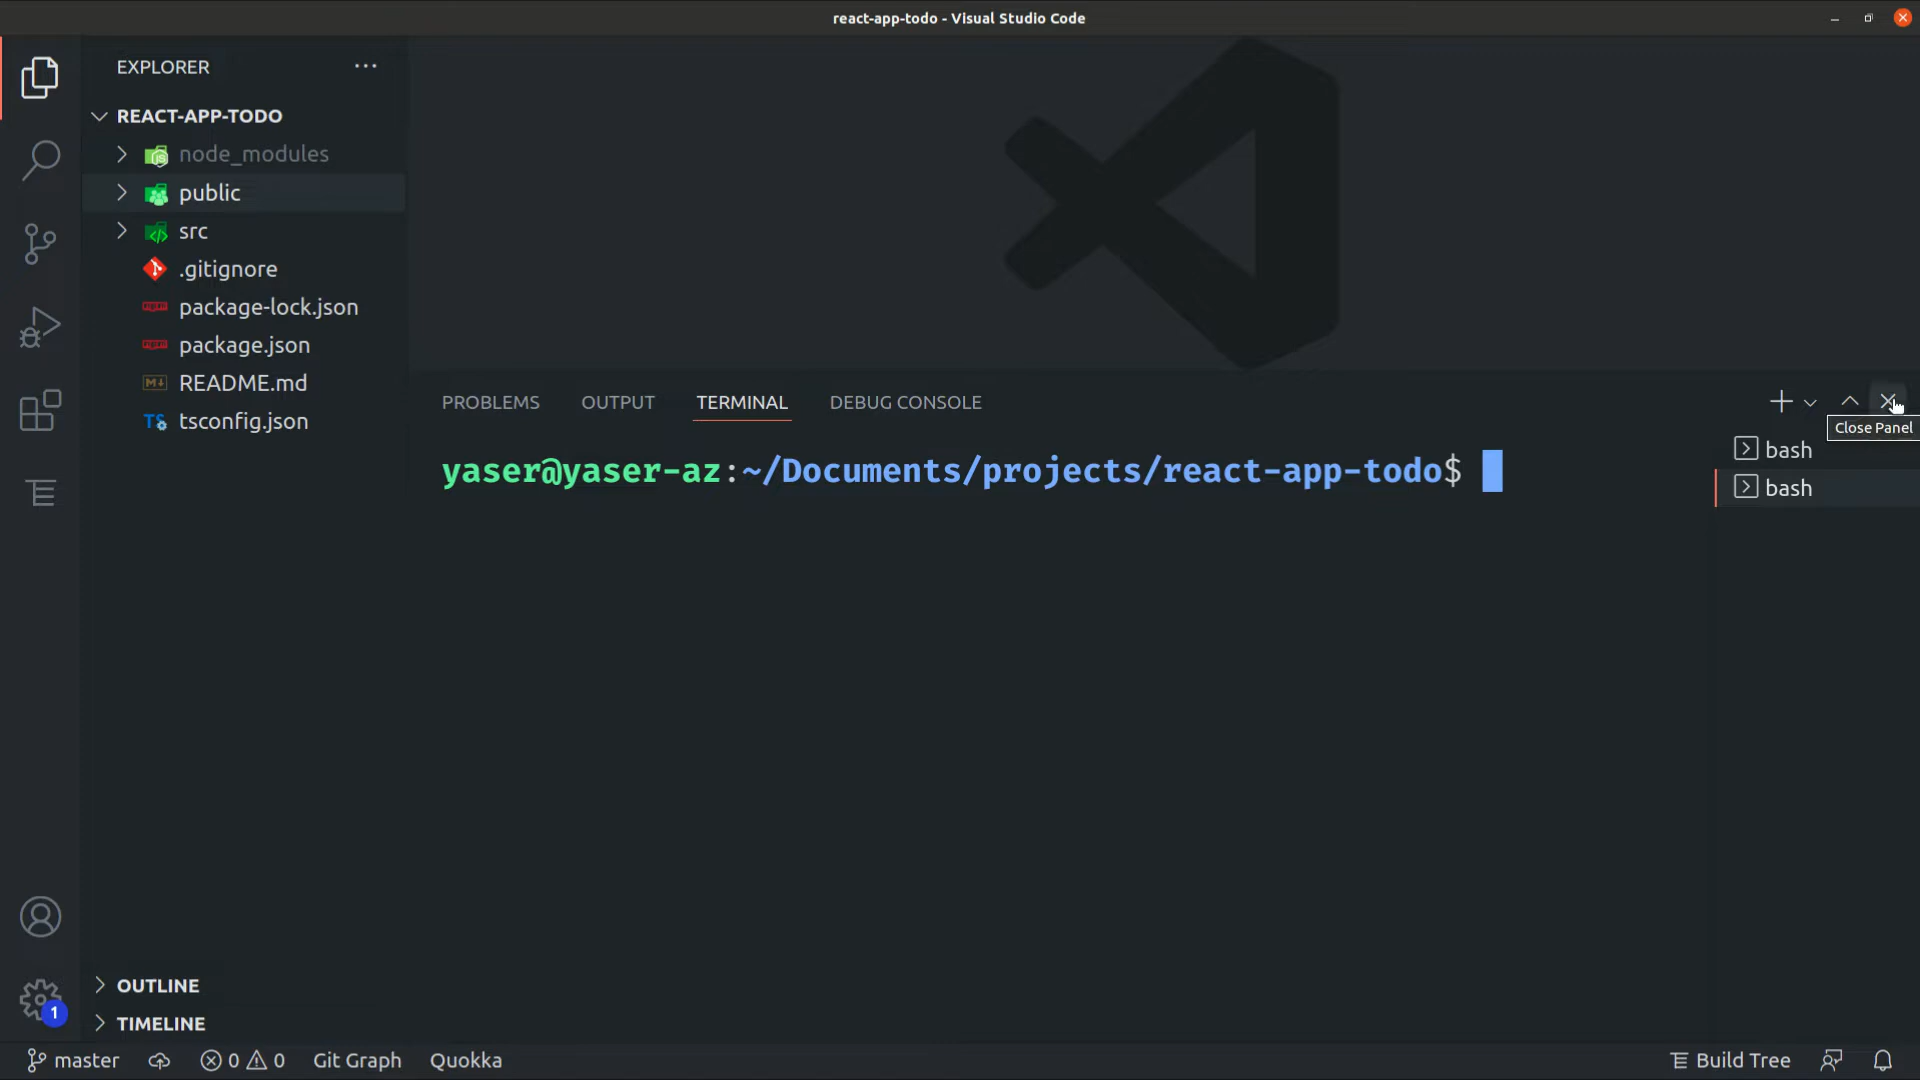 react-app-todo - Visual Studio Code
EXPLORER
REACT-APP-TODO
node_modules
public
src
.gitignore
package-lock.json
package.json
README.md
tsconfig.json
PROBLEMS OUTPUT TERMINAL DEBUG CONSOLE
Close Panel
yaser@yaser-az:~/Documents/projects/react-app-todo$
bash
bash
OUTLINE
TIMELINE
1
master 0 0 Git Graph Quokka Build Tree